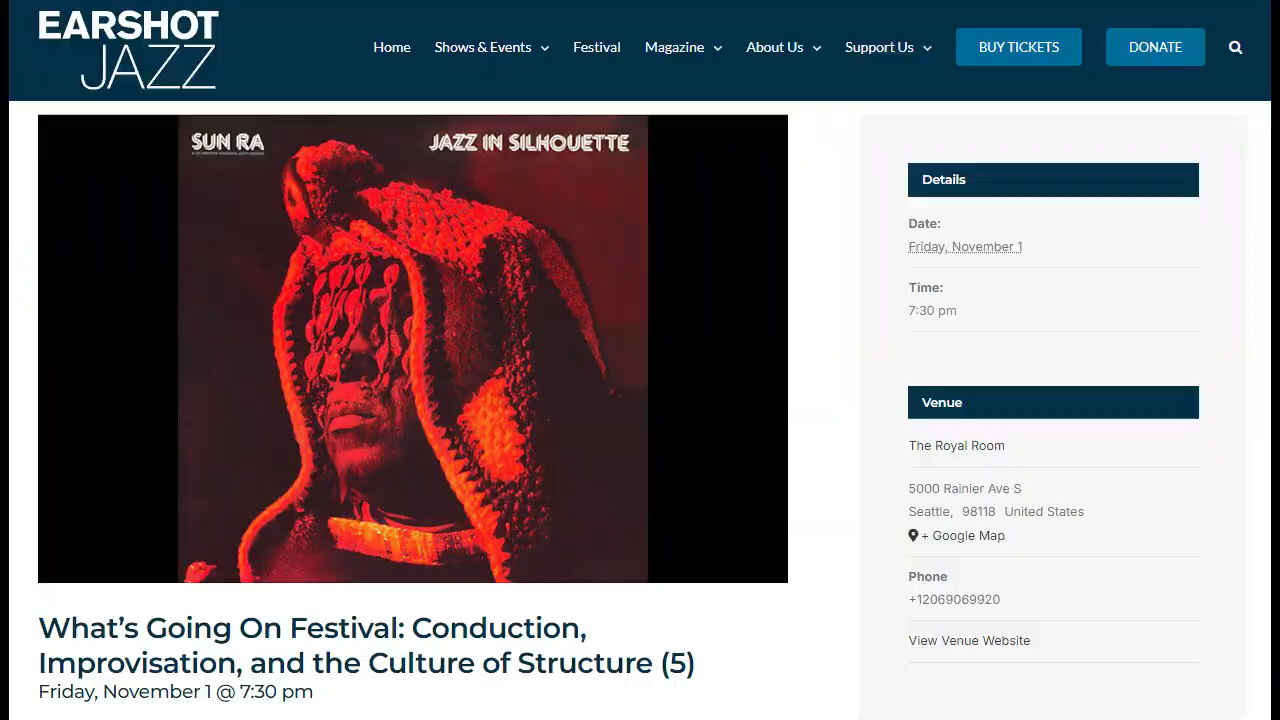 EARSHOT
JAZZ
Home Shows & Events Festival Magazine About Us Support Us BUY TICKETS DONATE
SUN RA JAZZ IN SILHOUETTE
What’s Going On Festival: Conduction,
Improvisation, and the Culture of Structure (5)
Friday, November 1 @ 7:30 pm
Details
Date:
Friday, November 1
Time:
7:30 pm
Venue
The Royal Room
5000 Rainier Ave S
Seattle, 98118 United States
+ Google Map
Phone
+12069069920
View Venue Website